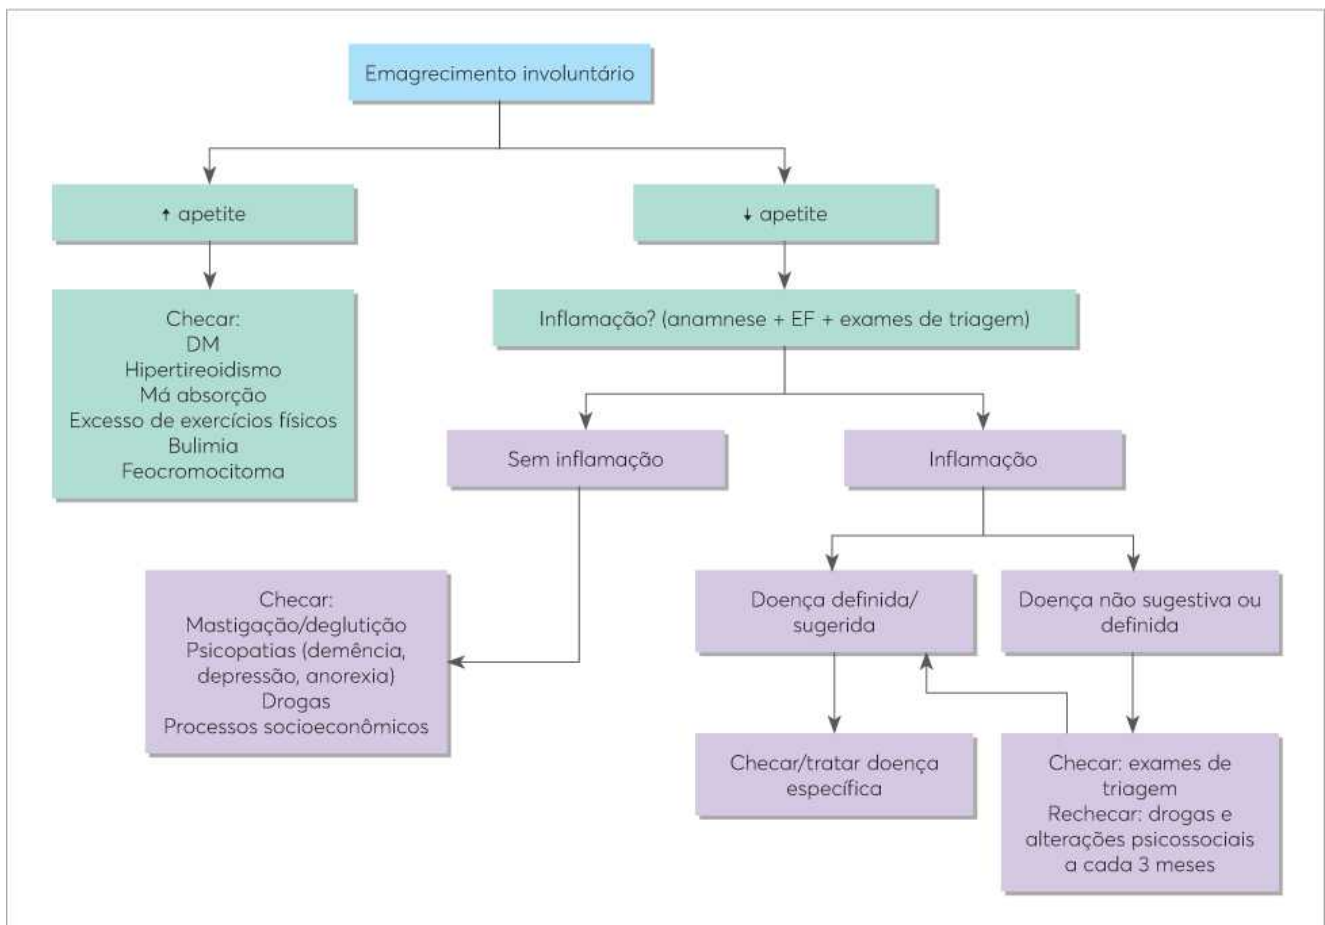 Emagrecimento involuntário
↑ apetite
↓ apetite
Checar:
DM
Hipertireoidismo
Má absorção
Excesso de exercícios físicos
Bulimia
Feocromocitoma
Inflamação? (anamnese + EF + exames de triagem)
Sem inflamação
Inflamação
Checar:
Mastigação/deglutição
Psicopatias (demência,
depressão, anorexia)
Drogas
Processos socioeconômicos
Doença definida/
sugerida
Doença não sugestiva ou
definida
Checar/tratar doença
específica
Checar: exames de
triagem
Rechecar: drogas e
alterações psicossociais
a cada 3 meses